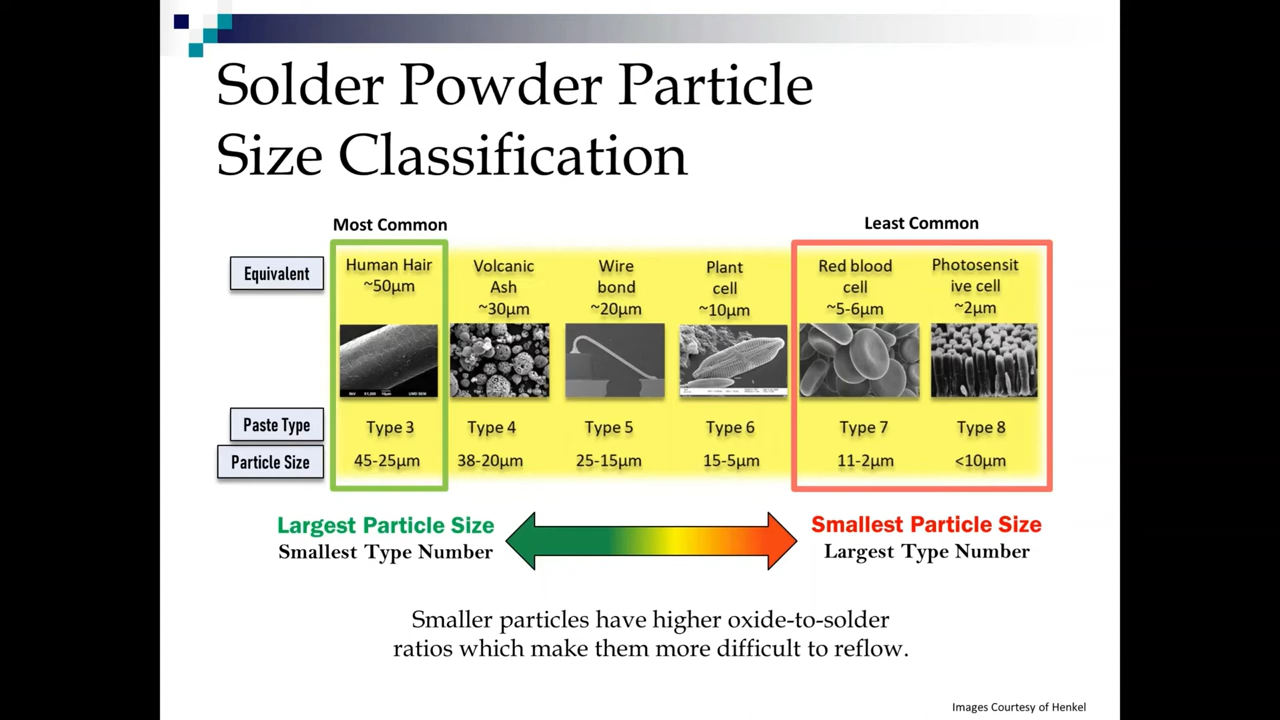 Solder Powder Particle
Size Classification
Most Common
Least Common
Equivalent
Human Hair
~50µm
Volcanic
Ash
~30µm
Wire
bond
~20µm
Plant
cell
~10µm
Red blood
cell
~5-6µm
Photosensit
ive cell
~2µm
Paste Type
Type 3
Type 4
Type 5
Type 6
Type 7
Type 8
Particle Size
45-25µm
38-20µm
25-15µm
15-5µm
11-2µm
<10µm
Largest Particle Size
Smallest Type Number
Smallest Particle Size
Largest Type Number
Smaller particles have higher oxide-to-solder
ratios which make them more difficult to reflow.
Images Courtesy of Henkel